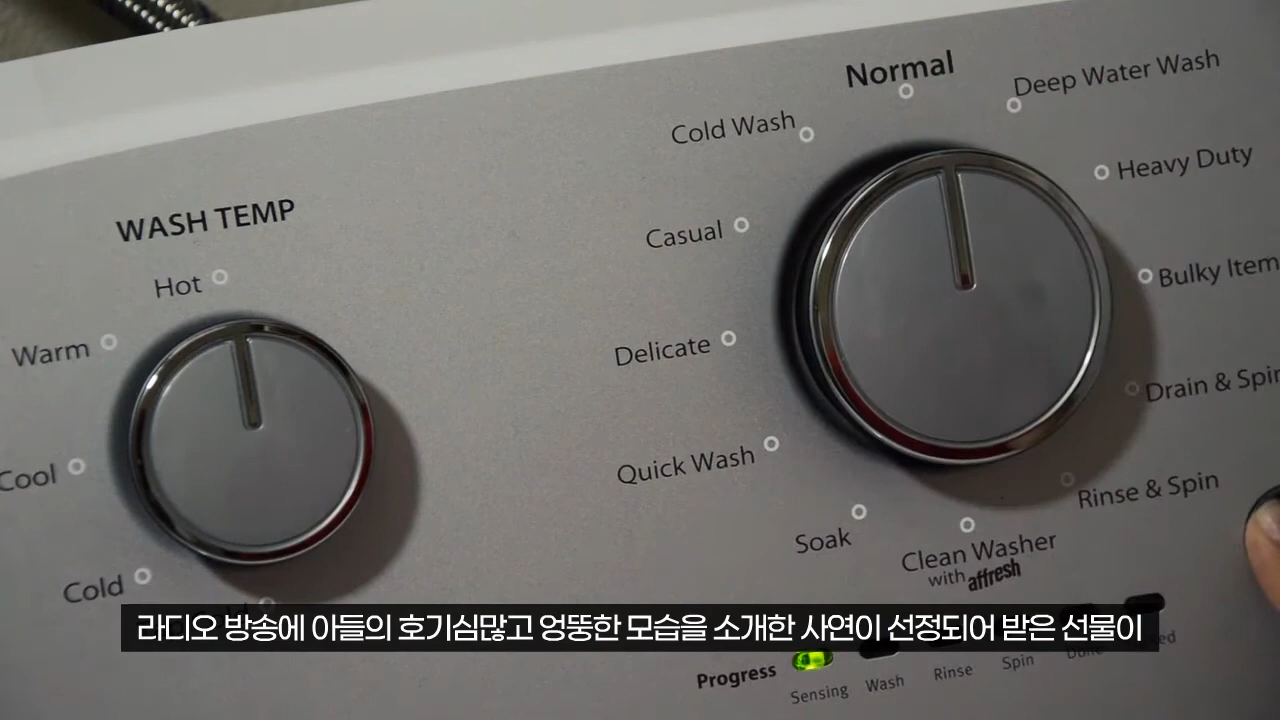 Normal
Deep Water Wash
Cold Wash
Heavy Duty
WASH TEMP
Casual
Hot
Bulky Item
Warm
Delicate
Drain & Spin
Quick Wash
Cool
Rinse & Spin
Soak
Clean Washer
with affresh
Cold
라디오 방송에 아들의 호기심많고 엉뚱한 모습을 소개한 사연이 선정되어 받은 선물이
Progress
Sensing
Wash
Rinse
Spin